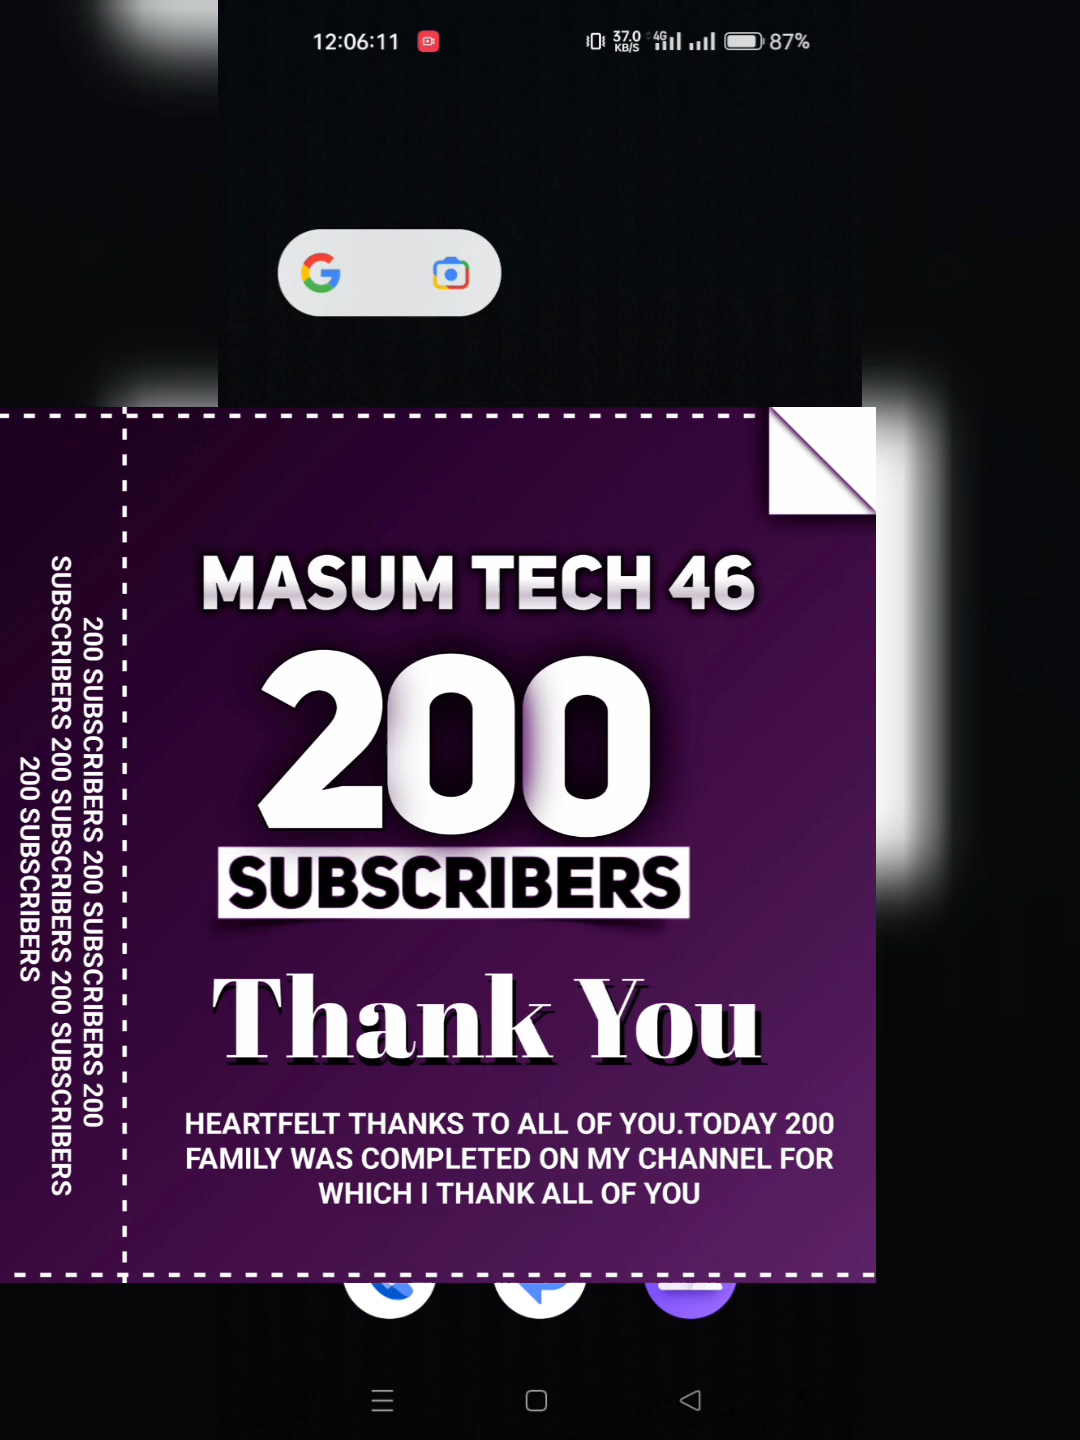 12:06:11
37.0 KB/S 4G 87%
G
MASUM TECH 46
200
SUBSCRIBERS
Thank You
HEARTFELT THANKS TO ALL OF YOU.TODAY 200
FAMILY WAS COMPLETED ON MY CHANNEL FOR
WHICH I THANK ALL OF YOU
200 SUBSCRIBERS 200 SUBSCRIBERS 200
SUBSCRIBERS 200 SUBSCRIBERS 200 SUBSCRIBERS
200 SUBSCRIBERS